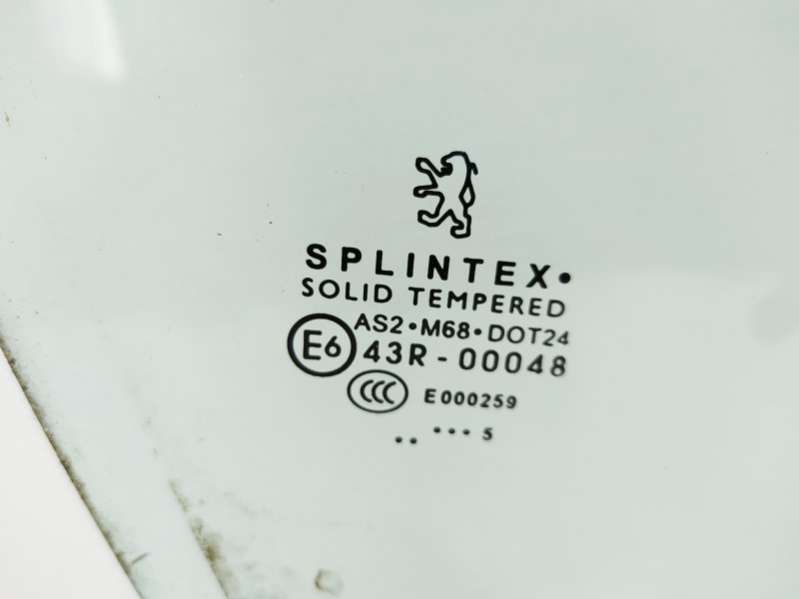 SPLINTEX•
SOLID TEMPERED
AS2•M68•DOT24
E6 43R-00048
CCC E000259
•• ••• 5